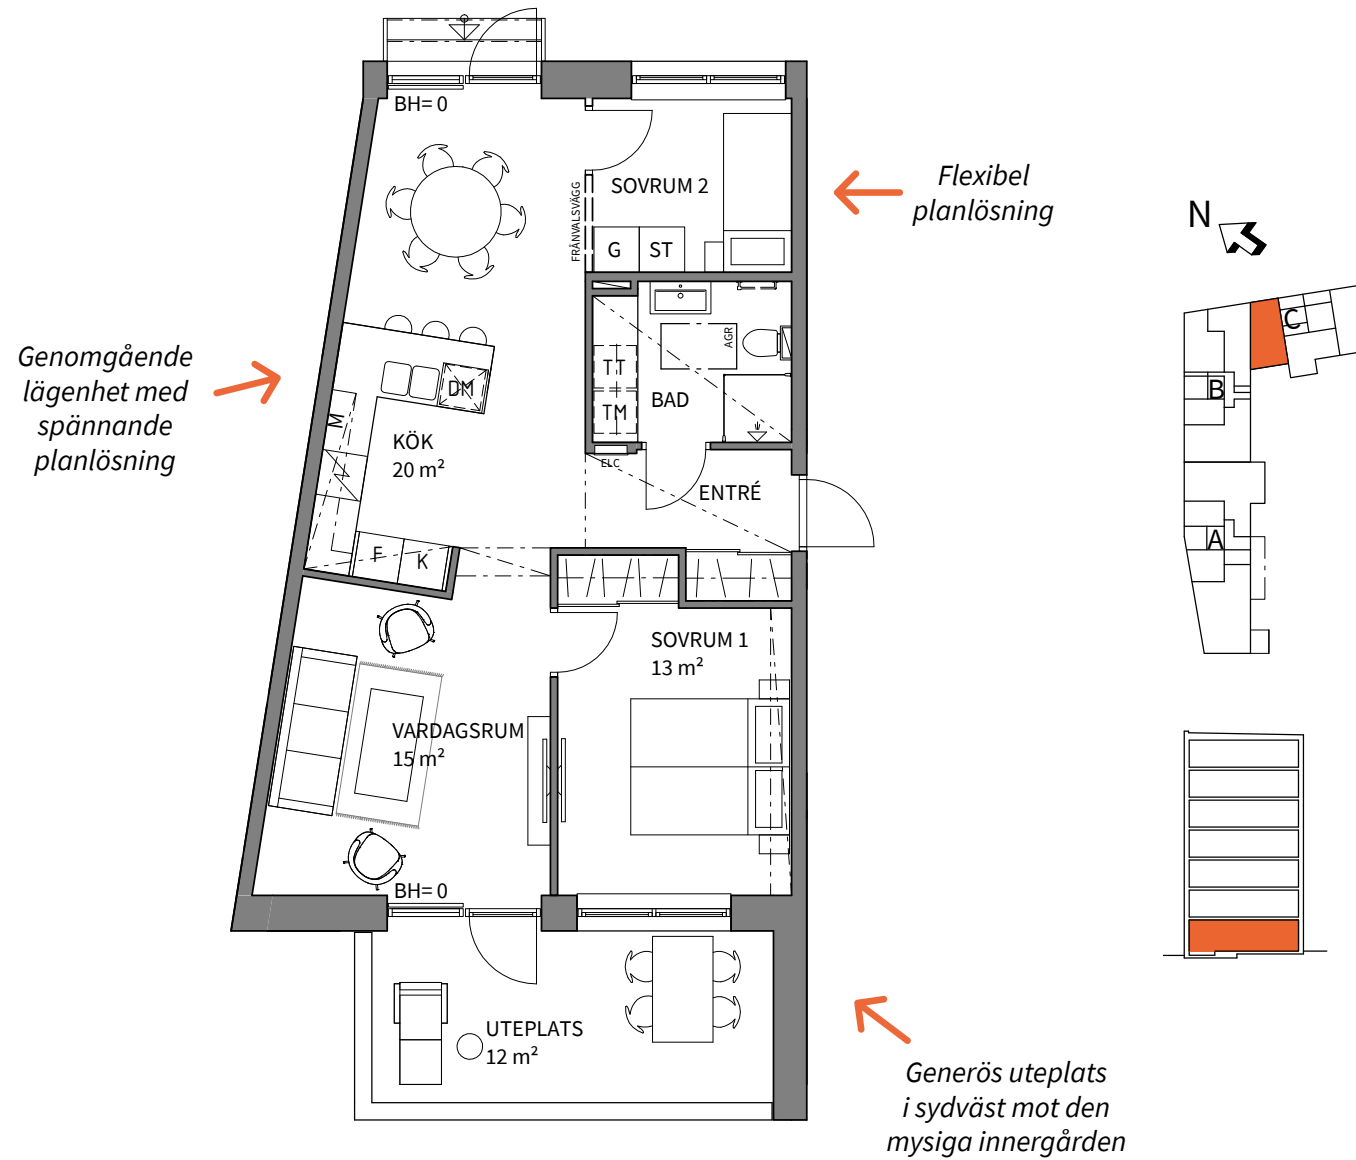 BH= 0
SOVRUM 2
FRÅNVALSVÄGG
G
ST
Flexibel
planlösning
N
C
B
A
Genomgående
lägenhet med
spännande
planlösning
DM
M
KÖK
20 m²
F
K
TT
TM
AGR
BAD
ELC
ENTRÉ
SOVRUM 1
13 m²
VARDAGSRUM
15 m²
BH= 0
UTEPLATS
12 m²
Generös uteplats
i sydväst mot den
mysiga innergården